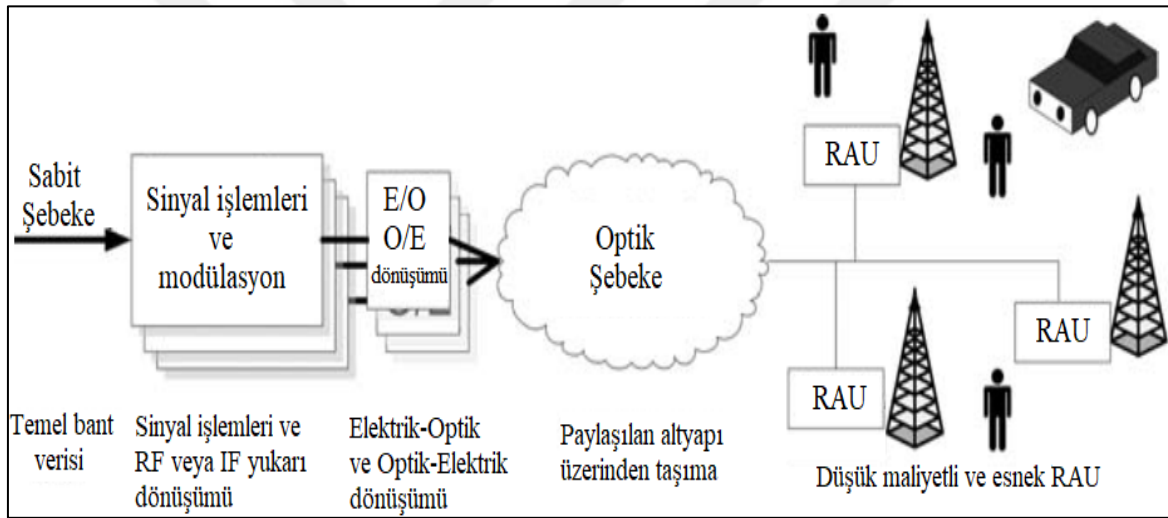 Sabit
Şebeke
Sinyal işlemleri
ve
modülasyon
E/O
O/E
dönüşümü
Optik
Şebeke
RAU
RAU
RAU
Temel bant
verisi
Sinyal işlemleri ve
RF veya IF yukarı
dönüşümü
Elektrik-Optik
ve Optik-Elektrik
dönüşümü
Paylaşılan altyapı
üzerinden taşıma
Düşük maliyetli ve esnek RAU